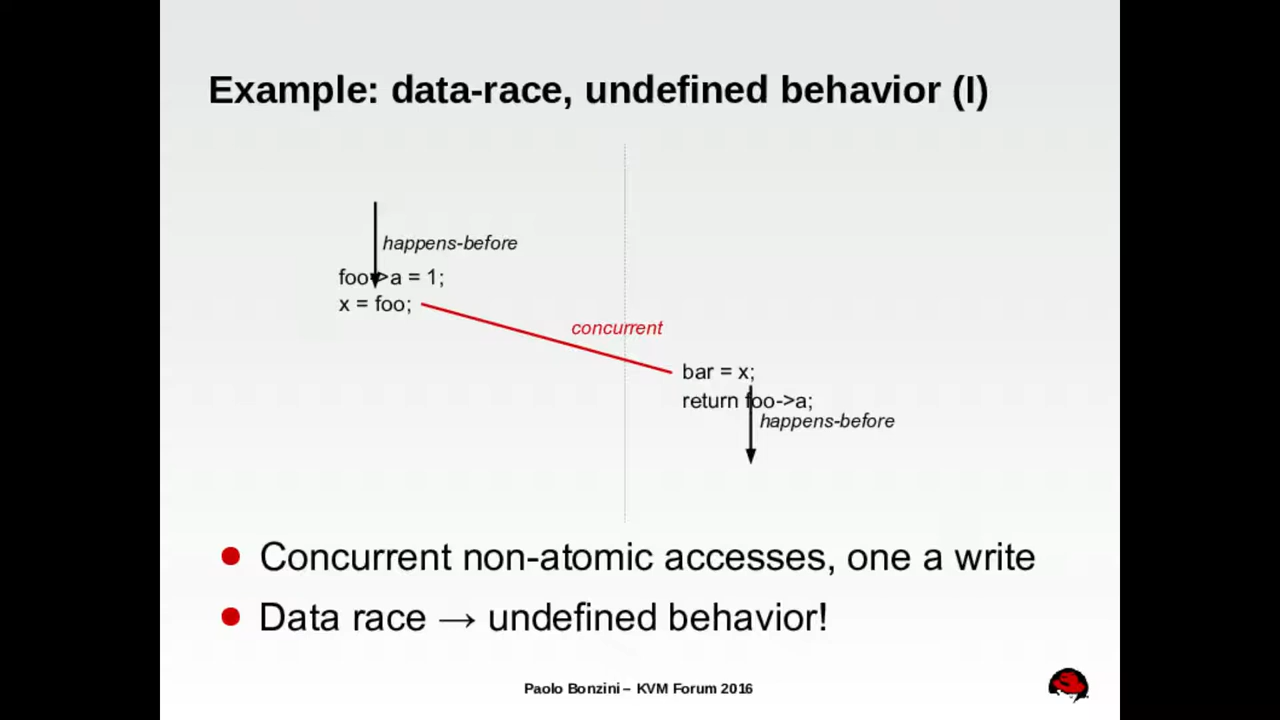 Example: data-race, undefined behavior (I)
happens-before
foo->a = 1;
x = foo;
concurrent
bar = x;
return foo->a;
happens-before
Concurrent non-atomic accesses, one a write
Data race → undefined behavior!
Paolo Bonzini – KVM Forum 2016